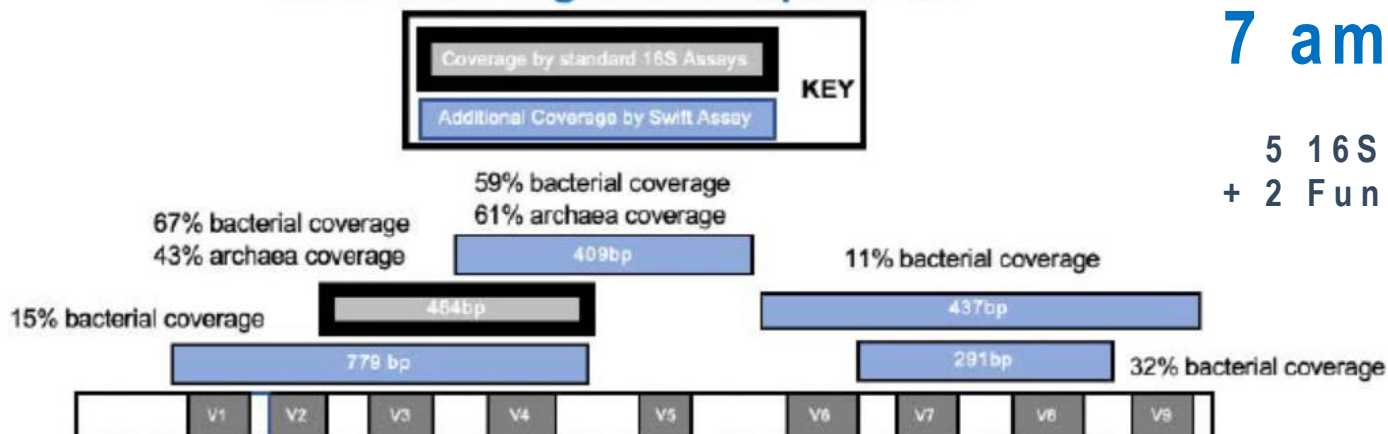 7 am
Coverage by standard 16S Assays
KEY
Additional Coverage by Swift Assay
5 16S
+ 2 Fun
59% bacterial coverage
61% archaea coverage
67% bacterial coverage
43% archaea coverage
409bp
11% bacterial coverage
15% bacterial coverage
464bp
437bp
779 bp
291bp
32% bacterial coverage
V1 V2 V3 V4 V5 V6 V7 V8 V9